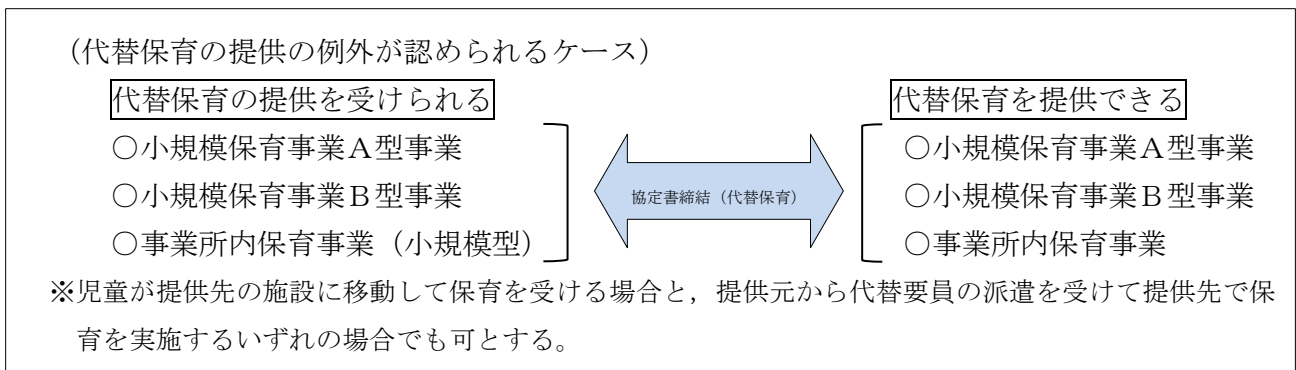 (代替保育の提供の例外が認められるケース)
代替保育の提供を受けられる
代替保育を提供できる
○小規模保育事業A型事業
○小規模保育事業B型事業
○事業所内保育事業(小規模型)
協定書締結(代替保育)
○小規模保育事業A型事業
○小規模保育事業B型事業
○事業所内保育事業
※児童が提供先の施設に移動して保育を受ける場合と,提供元から代替要員の派遣を受けて提供先で保
育を実施するいずれの場合でも可とする。